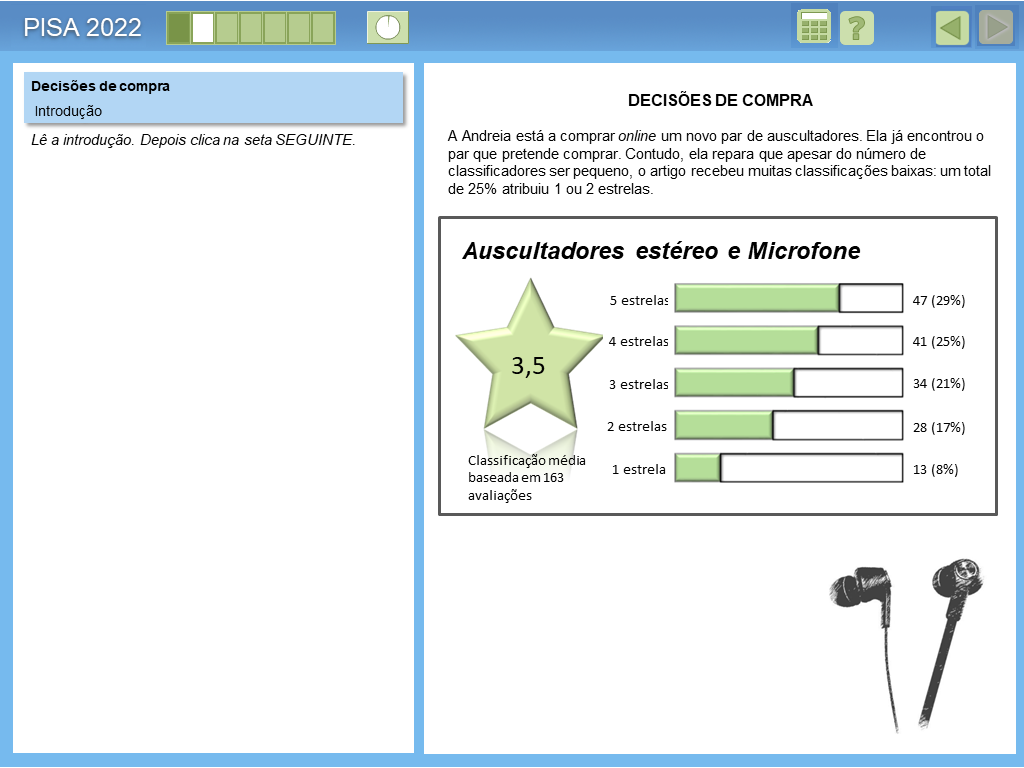 PISA 2022
?
Decisões de compra
Introdução
Lê a introdução. Depois clica na seta SEGUINTE.
DECISÕES DE COMPRA
A Andreia está a comprar online um novo par de auscultadores. Ela já encontrou o
par que pretende comprar. Contudo, ela repara que apesar do número de
classificadores ser pequeno, o artigo recebeu muitas classificações baixas: um total
de 25% atribuiu 1 ou 2 estrelas.
Auscultadores estéreo e Microfone
5 estrelas 47 (29%)
4 estrelas 41 (25%)
3,5
3 estrelas 34 (21%)
2 estrelas 28 (17%)
1 estrela 13 (8%)
Classificação média
baseada em 163
avaliações